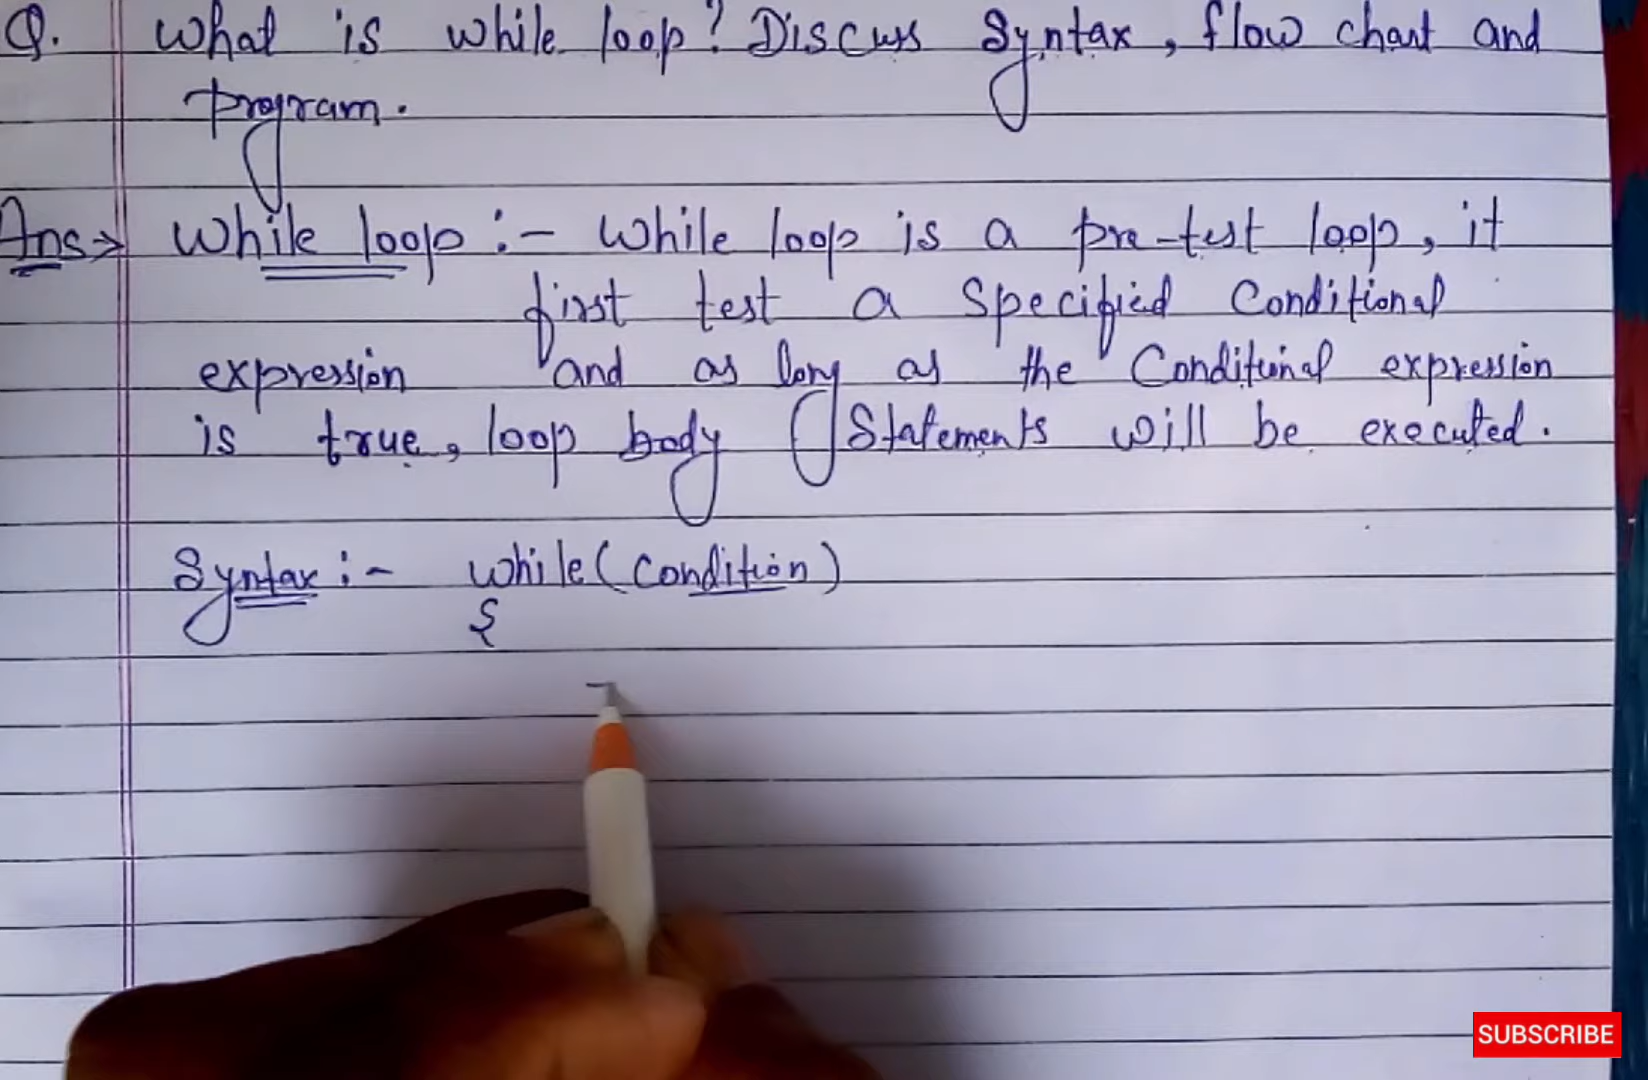 Q. What is while loop? Discuss Syntax, flow chart and
program.
Ans→ While loop :- While loop is a pre-test loop, it
first test a Specified Conditional
expression and as long as the Conditional expression
is true, loop body Statements will be executed.
Syntax :- while(condition)
{
SUBSCRIBE